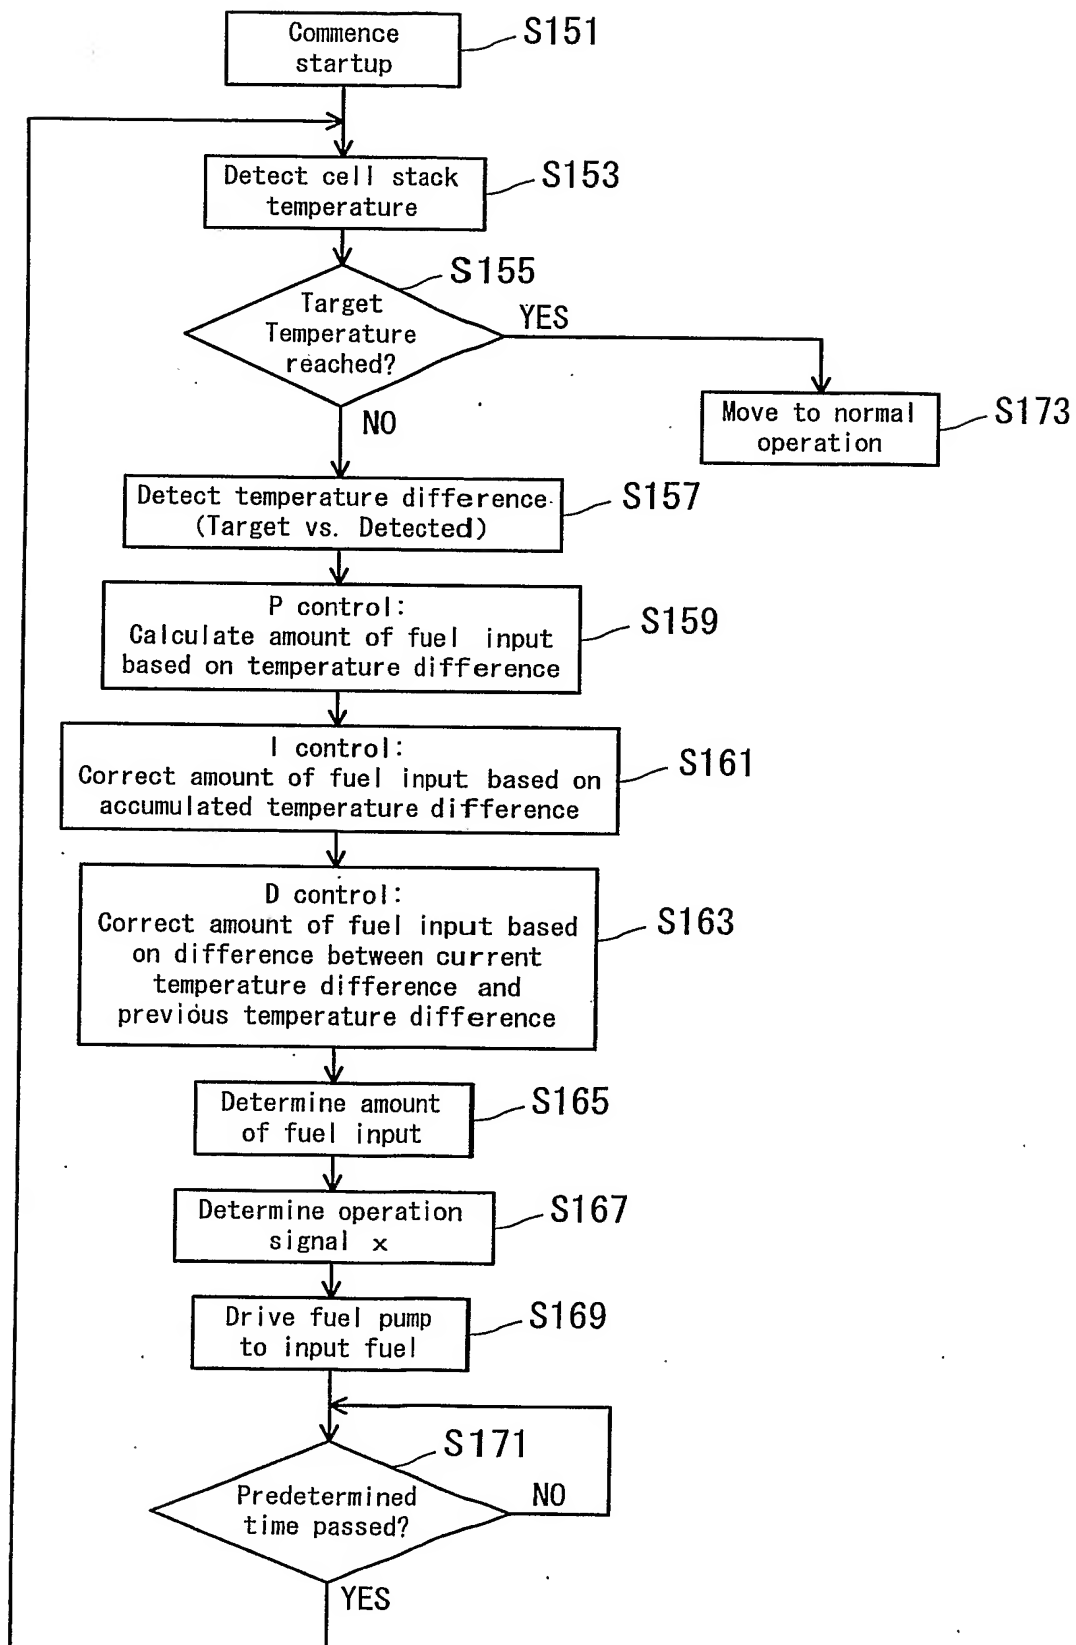 Commence
startup
S151
Detect cell stack
temperature
S153
S155
Target
Temperature
reached?
YES
NO
Move to normal
operation
S173
Detect temperature difference
(Target vs. Detected)
S157
P control:
Calculate amount of fuel input
based on temperature difference
S159
I control:
Correct amount of fuel input based on
accumulated temperature difference
S161
D control:
Correct amount of fuel input based
on difference between current
temperature difference and
previous temperature difference
S163
Determine amount
of fuel input
S165
Determine operation
signal x
S167
Drive fuel pump
to input fuel
S169
S171
Predetermined
time passed?
NO
YES